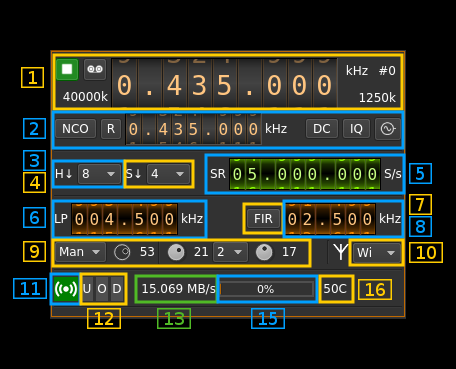 1 0.435.000 kHz #0
40000k 1250k
2 NCO R 0.435.000 kHz DC IQ
3 H↓ 8 S↓ 4 SR 05.000.000 S/s 5
4
6 LP 004.500 kHz FIR 02.500 kHz 7
8
9 Man 53 21 2 17 Wi 10
11 U O D 15.069 MB/s 0% 50C 16
12 13 15